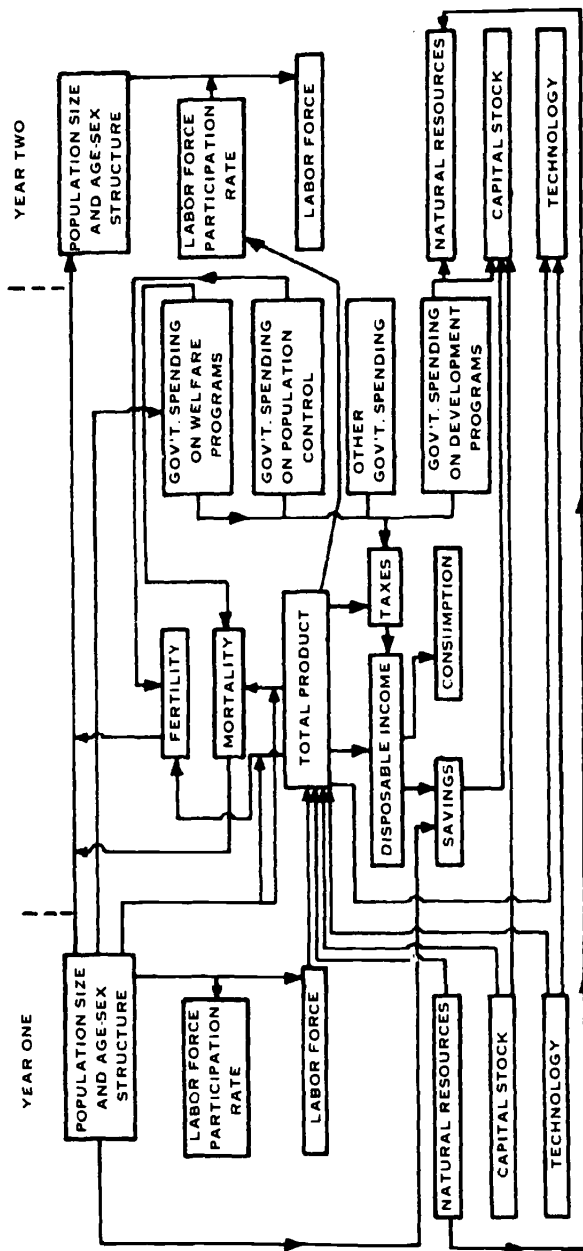 YEAR ONE
YEAR TWO
POPULATION SIZE
AND AGE-SEX
STRUCTURE
LABOR FORCE
PARTICIPATION
RATE
LABOR FORCE
NATURAL RESOURCES
CAPITAL STOCK
TECHNOLOGY
FERTILITY
MORTALITY
TOTAL PRODUCT
DISPOSABLE INCOME
TAXES
SAVINGS
CONSUMPTION
GOV'T. SPENDING
ON WELFARE
PROGRAMS
GOV'T. SPENDING
ON POPULATION
CONTROL
OTHER
GOV'T. SPENDING
GOV'T. SPENDING
ON DEVELOPMENT
PROGRAMS
POPULATION SIZE
AND AGE-SEX
STRUCTURE
LABOR FORCE
PARTICIPATION
RATE
LABOR FORCE
NATURAL RESOURCES
CAPITAL STOCK
TECHNOLOGY